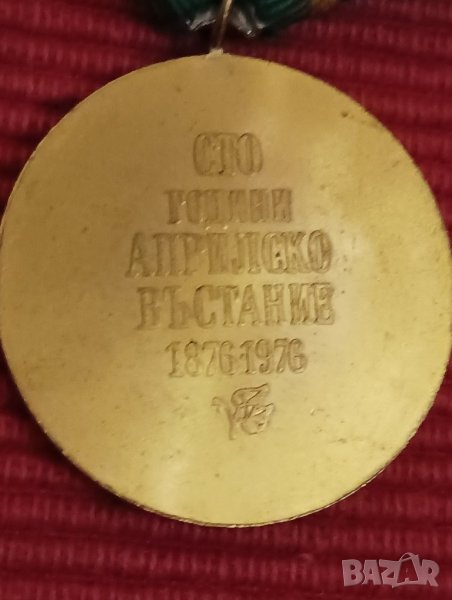 СТО
ГОДИНИ
АПРИЛСКО
ВЪСТАНИЕ
1876-1976
BAZAR